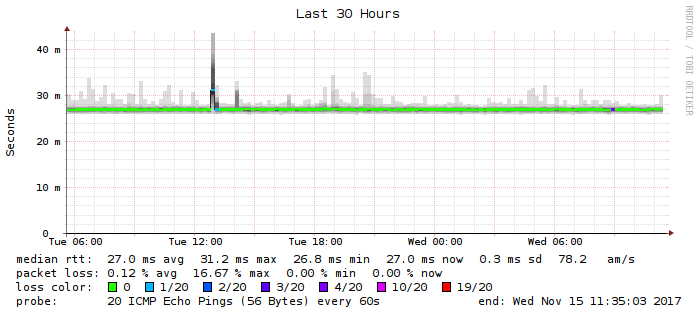 Last 30 Hours
RRDTOOL / TOBI OETIKER
Seconds
40 m
30 m
20 m
10 m
0
Tue 06:00 Tue 12:00 Tue 18:00 Wed 00:00 Wed 06:00
median rtt: 27.0 ms avg 31.2 ms max 26.8 ms min 27.0 ms now 0.3 ms sd 78.2 am/s
packet loss: 0.12 % avg 16.67 % max 0.00 % min 0.00 % now
loss color: 0 1/20 2/20 3/20 4/20 10/20 19/20
probe: 20 ICMP Echo Pings (56 Bytes) every 60s end: Wed Nov 15 11:35:03 2017